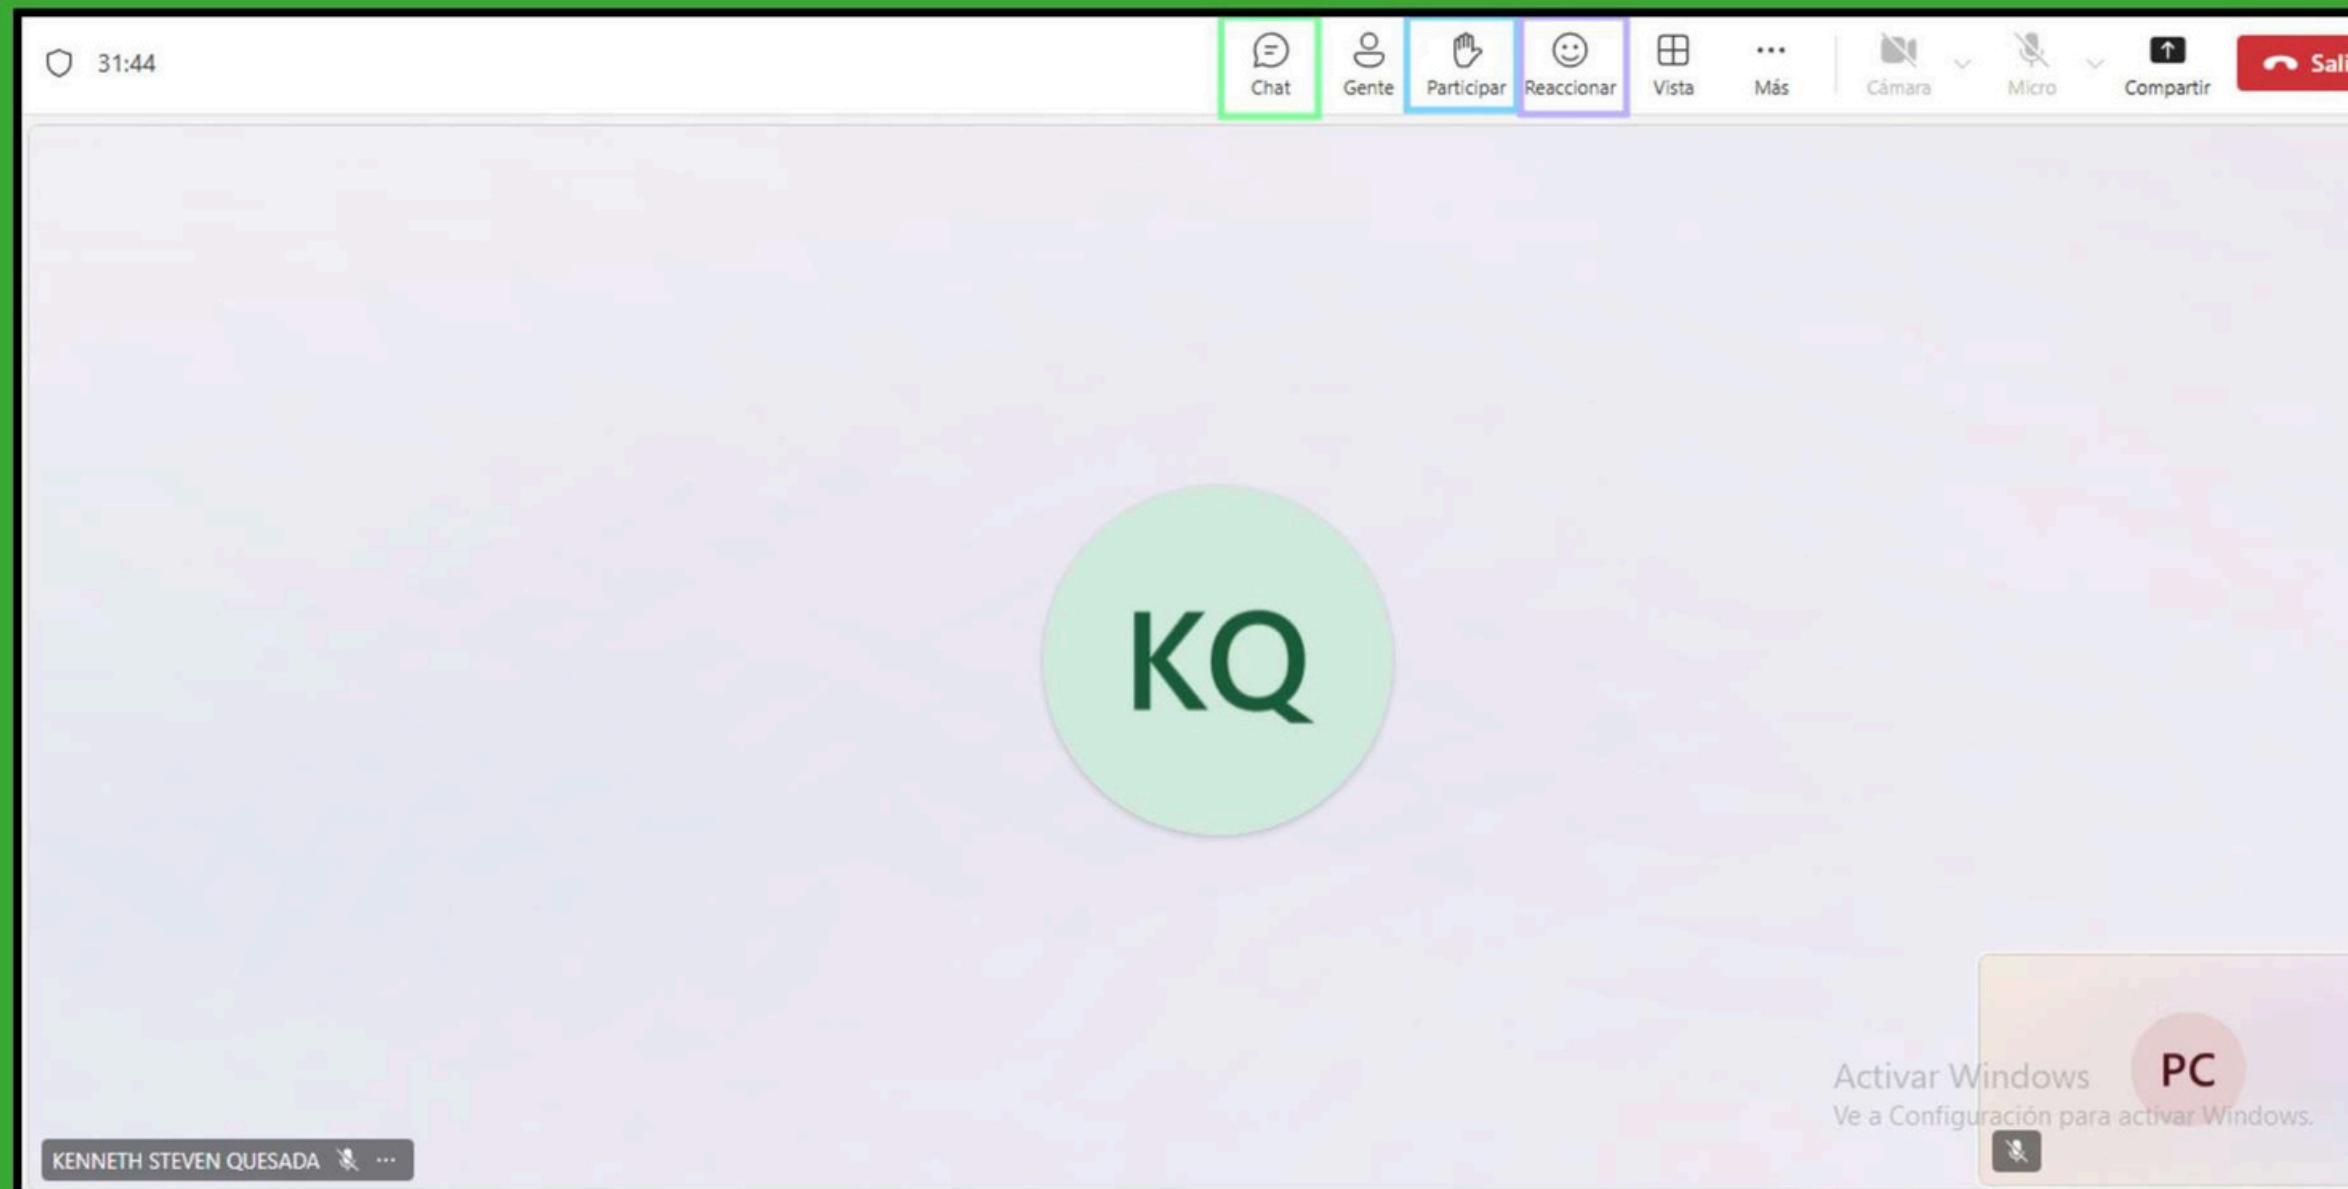 31:44
Chat
Gente
Participar
Reaccionar
Vista
Más
Cámara
Micro
Compartir
Sali
KQ
PC
Activar Windows
Ve a Configuración para activar Windows.
KENNETH STEVEN QUESADA